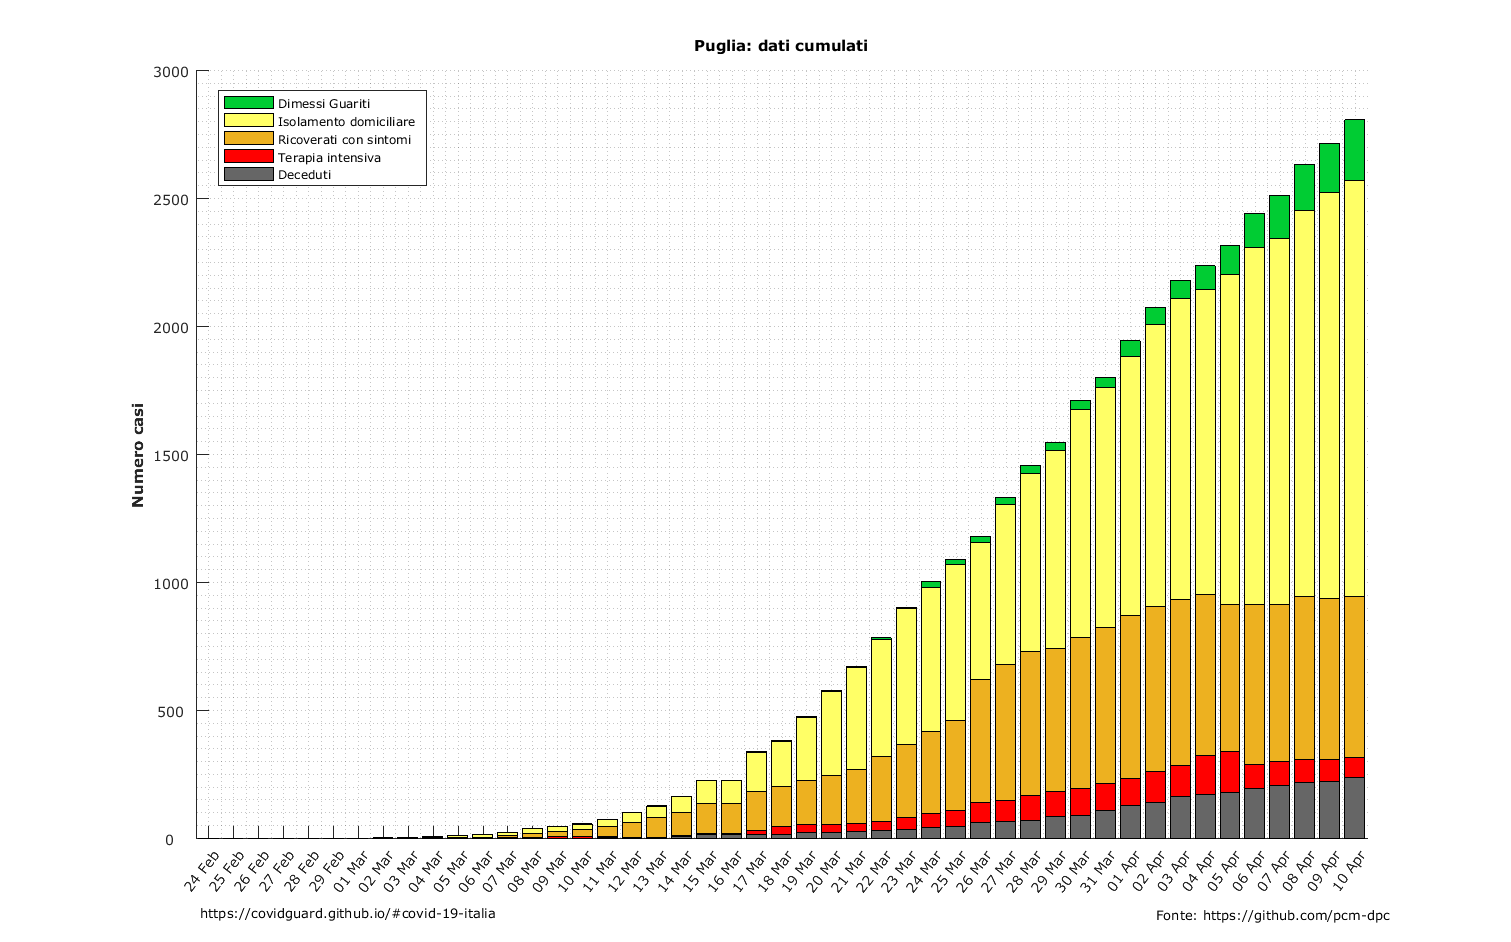 Puglia: dati cumulati
Numero casi
3000
2500
2000
1500
1000
500
0
Dimessi Guariti
Isolamento domiciliare
Ricoverati con sintomi
Terapia intensiva
Deceduti
24 Feb
25 Feb
26 Feb
27 Feb
28 Feb
29 Feb
01 Mar
02 Mar
03 Mar
04 Mar
05 Mar
06 Mar
07 Mar
08 Mar
09 Mar
10 Mar
11 Mar
12 Mar
13 Mar
14 Mar
15 Mar
16 Mar
17 Mar
18 Mar
19 Mar
20 Mar
21 Mar
22 Mar
23 Mar
24 Mar
25 Mar
26 Mar
27 Mar
28 Mar
29 Mar
30 Mar
31 Mar
01 Apr
02 Apr
03 Apr
04 Apr
05 Apr
06 Apr
07 Apr
08 Apr
09 Apr
10 Apr
https://covidguard.github.io/#covid-19-italia
Fonte: https://github.com/pcm-dpc